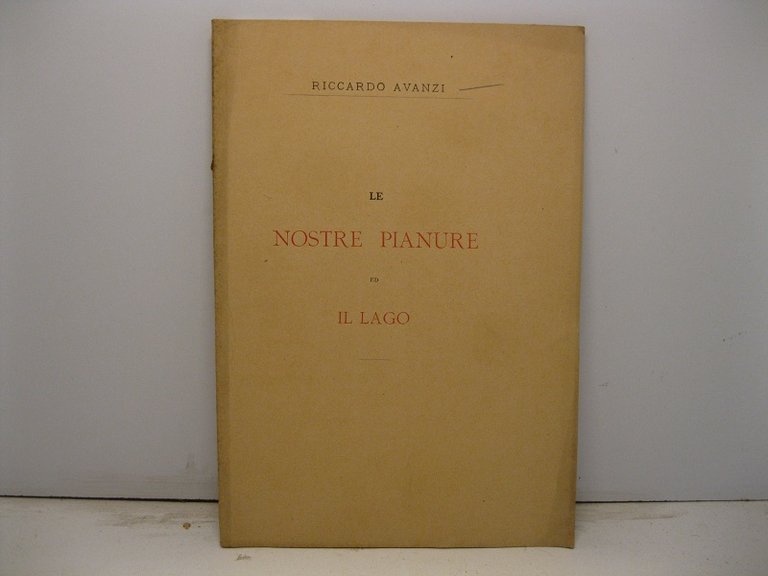 RICCARDO AVANZI
LE
NOSTRE PIANURE
ED
IL LAGO